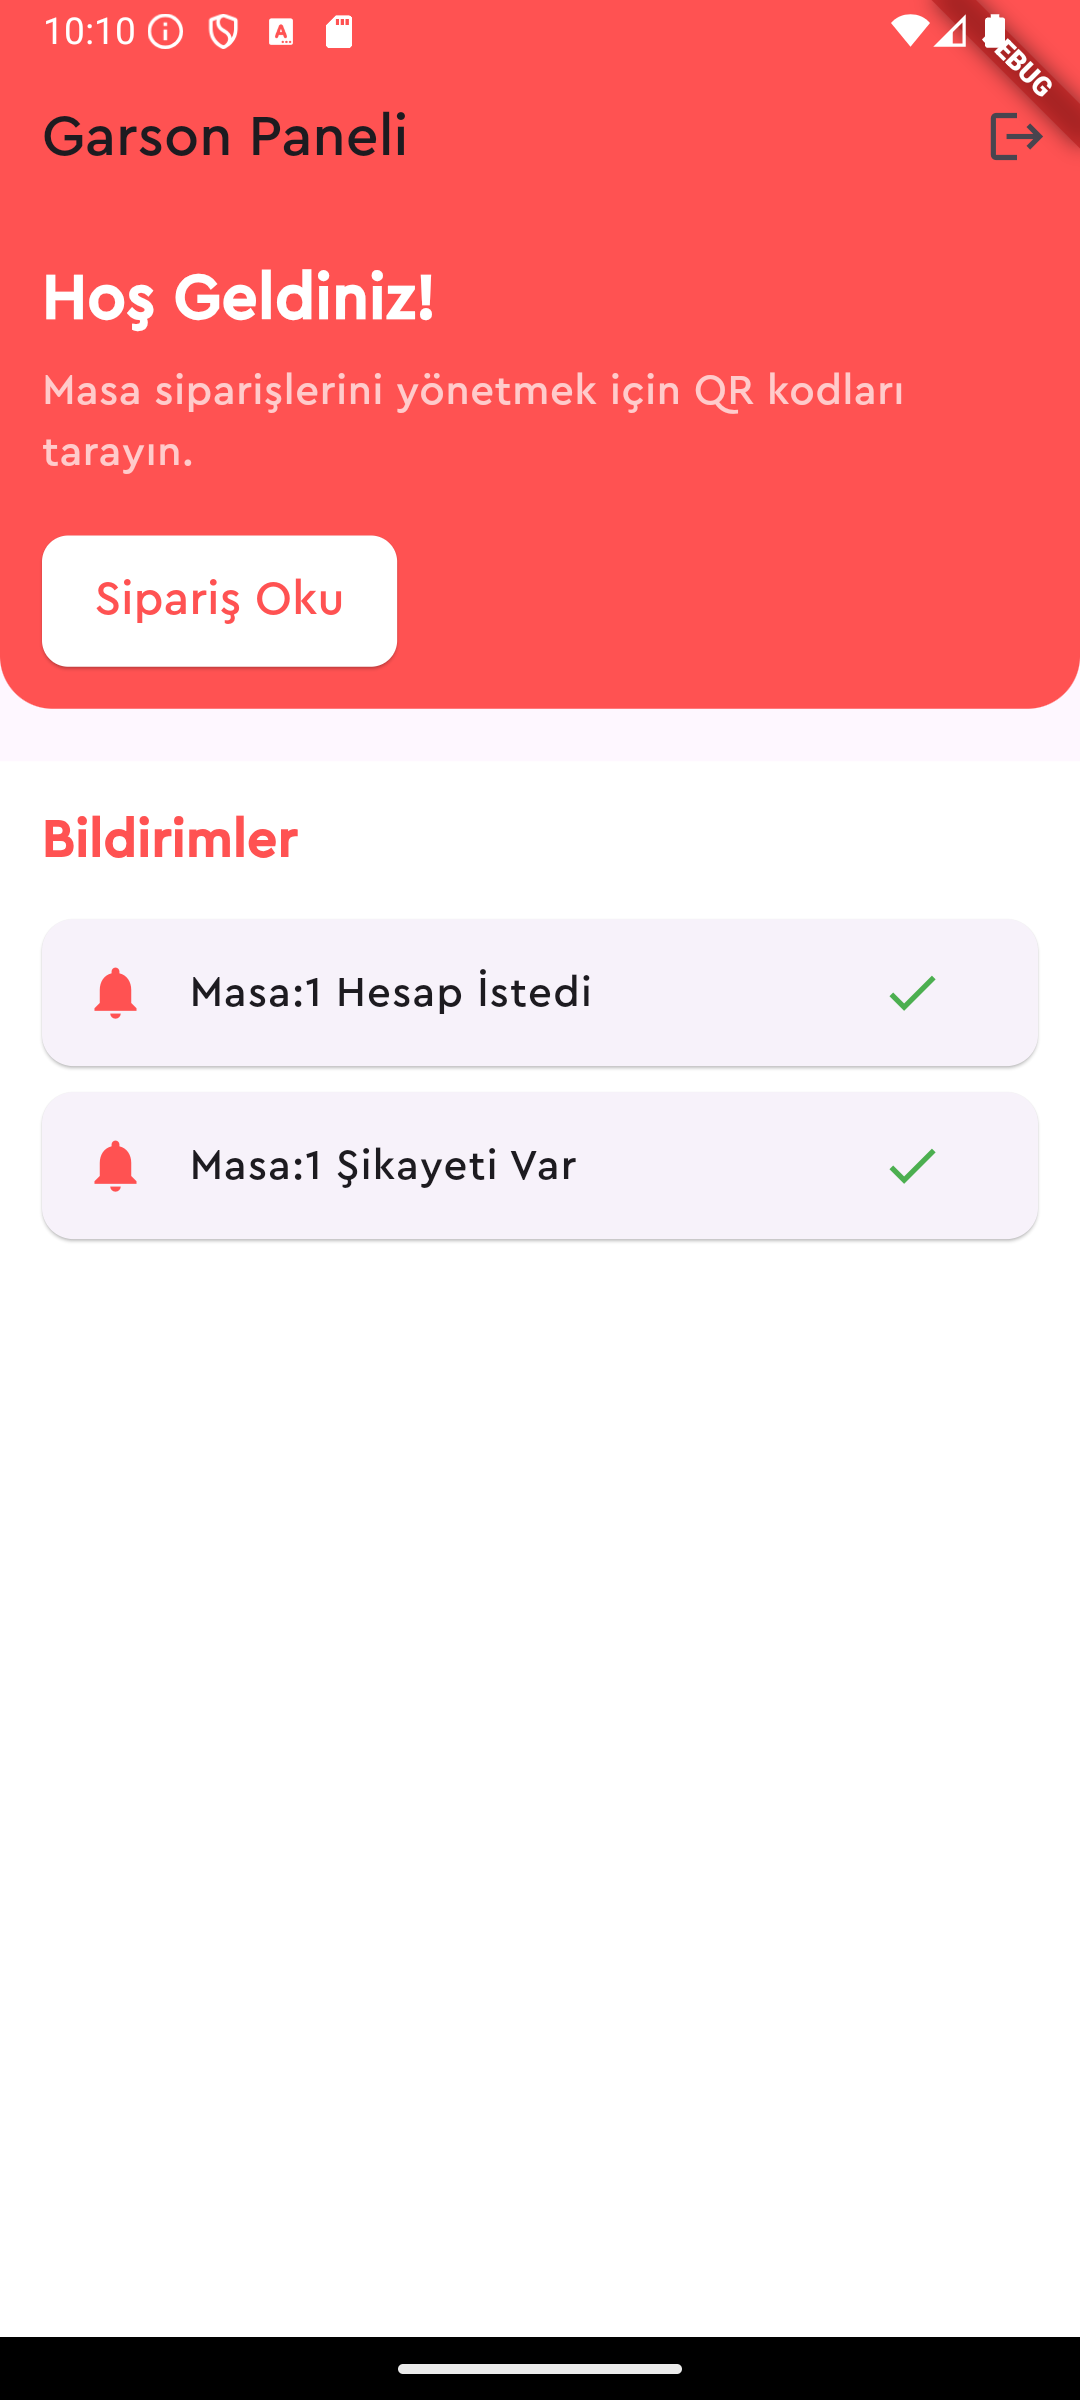 10:10
Garson Paneli
Hoş Geldiniz!
Masa siparişlerini yönetmek için QR kodları
tarayın.
Sipariş Oku
Bildirimler
Masa:1 Hesap İstedi
Masa:1 Şikayeti Var